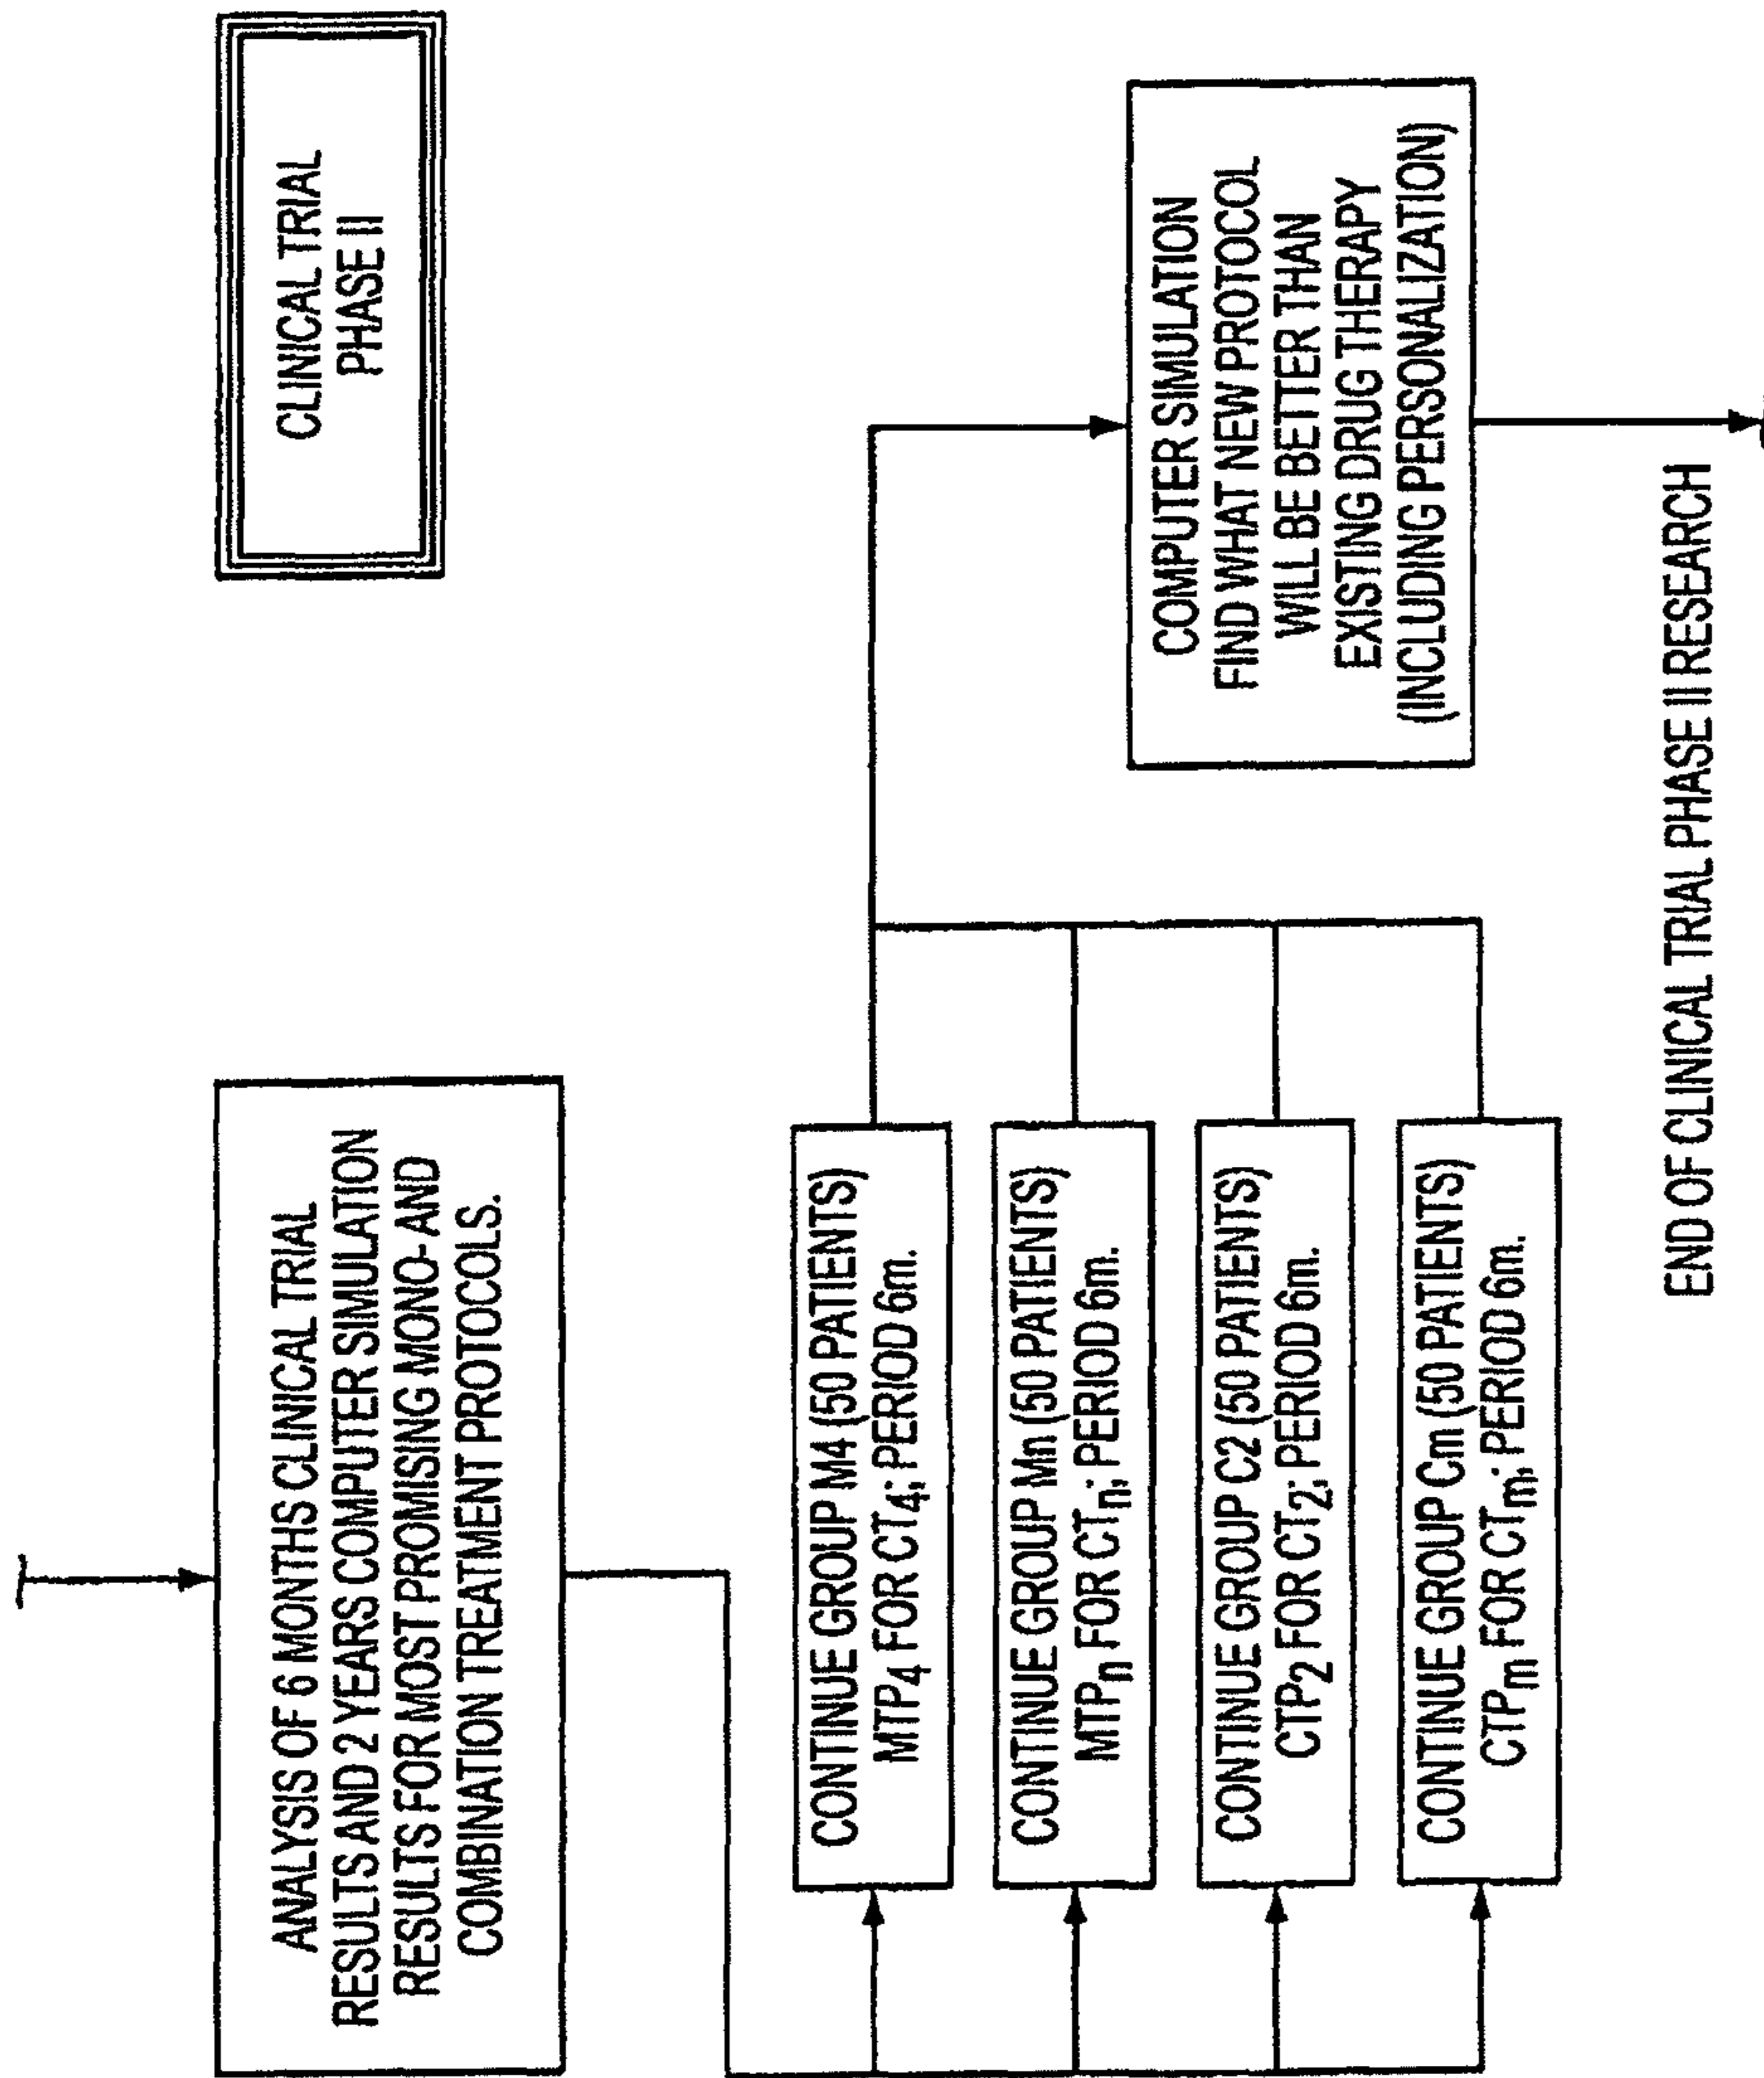 CLINICAL TRIAL
PHASE II
ANALYSIS OF 6 MONTHS CLINICAL TRIAL
RESULTS AND 2 YEARS COMPUTER SIMULATION
RESULTS FOR MOST PROMISING MONO- AND
COMBINATION TREATMENT PROTOCOLS.
CONTINUE GROUP M4 (50 PATIENTS)
MTP4 FOR CT4; PERIOD 6m.
CONTINUE GROUP Mn (50 PATIENTS)
MTPn FOR CTn; PERIOD 6m.
CONTINUE GROUP C2 (50 PATIENTS)
CTP2 FOR CT2; PERIOD 6m.
CONTINUE GROUP Cm (50 PATIENTS)
CTPm FOR CTm; PERIOD 6m.
COMPUTER SIMULATION
FIND WHAT NEW PROTOCOL
WILL BE BETTER THAN
EXISTING DRUG THERAPY
(INCLUDING PERSONALIZATION)
END OF CLINICAL TRIAL PHASE II RESEARCH